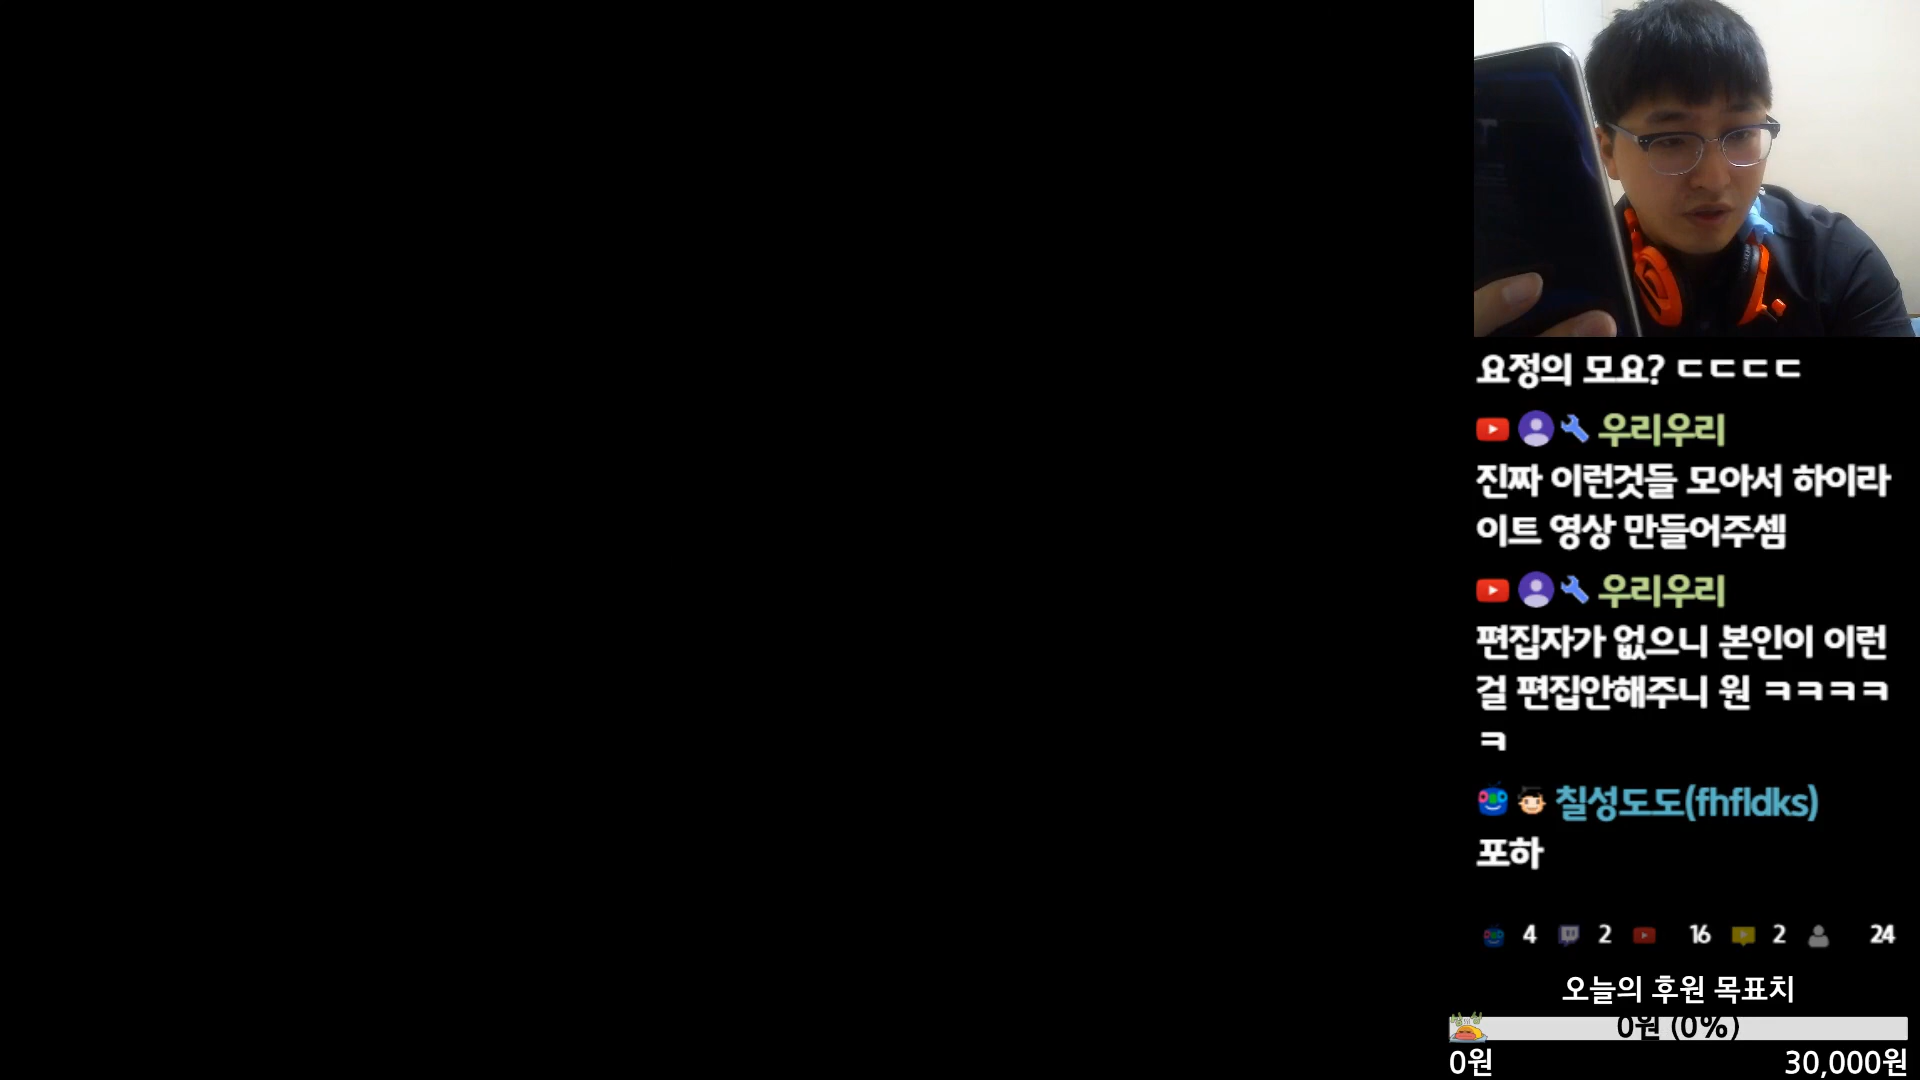 요정의 모요? ㄷㄷㄷㄷ
우리우리
진짜 이런것들 모아서 하이라
이트 영상 만들어주셈
우리우리
편집자가 없으니 본인이 이런
걸 편집안해주니 원 ㅋㅋㅋㅋ
ㅋ
칠성도도(fhfldks)
포하
4 2 16 2 24
오늘의 후원 목표치
0원 (0%)
0원 30,000원